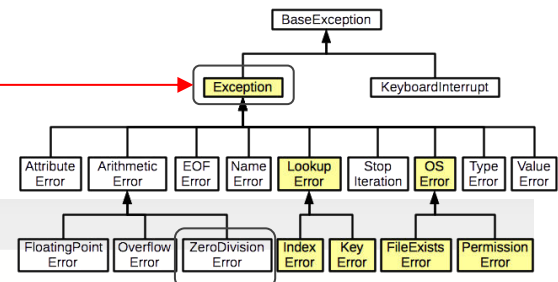 BaseException
Exception
KeyboardInterrupt
Attribute Error
Arithmetic Error
EOF Error
Name Error
Lookup Error
Stop Iteration
OS Error
Type Error
Value Error
FloatingPoint Error
Overflow Error
ZeroDivision Error
Index Error
Key Error
FileExists Error
Permission Error